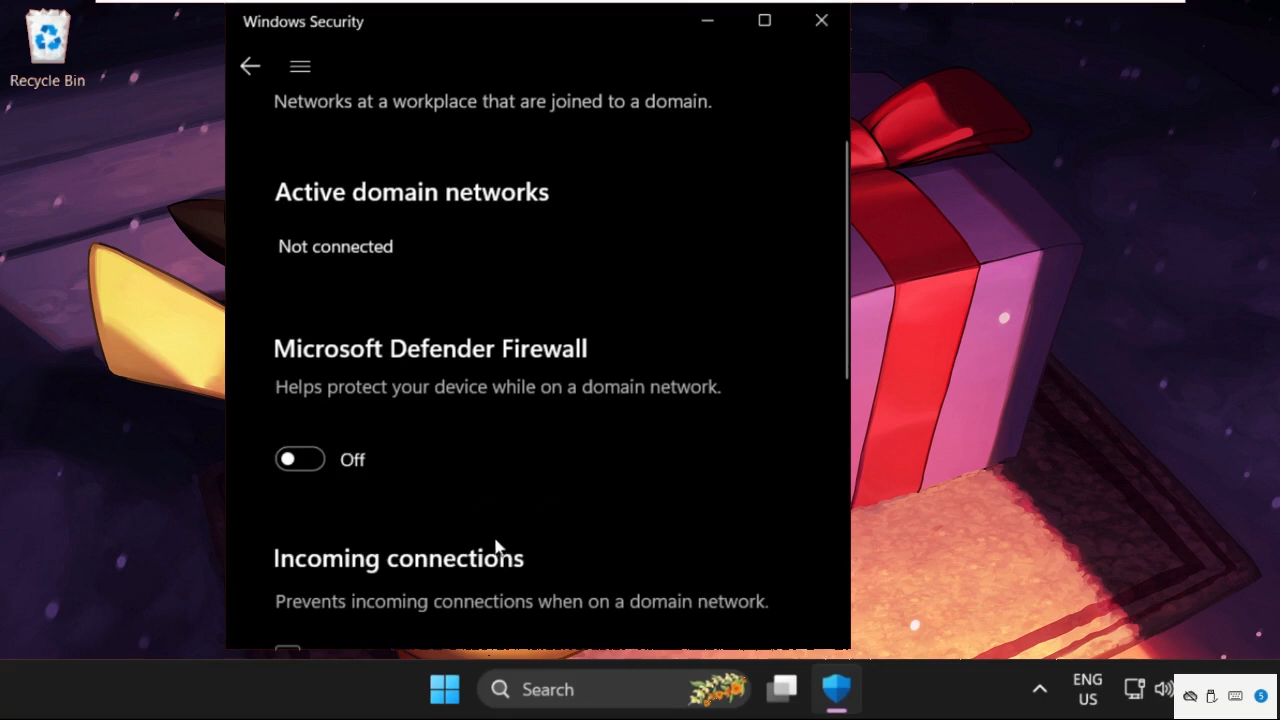 Windows Security
Recycle Bin
Networks at a workplace that are joined to a domain.
Active domain networks
Not connected
Microsoft Defender Firewall
Helps protect your device while on a domain network.
Off
Incoming connections
Prevents incoming connections when on a domain network.
Search
ENG
US
5